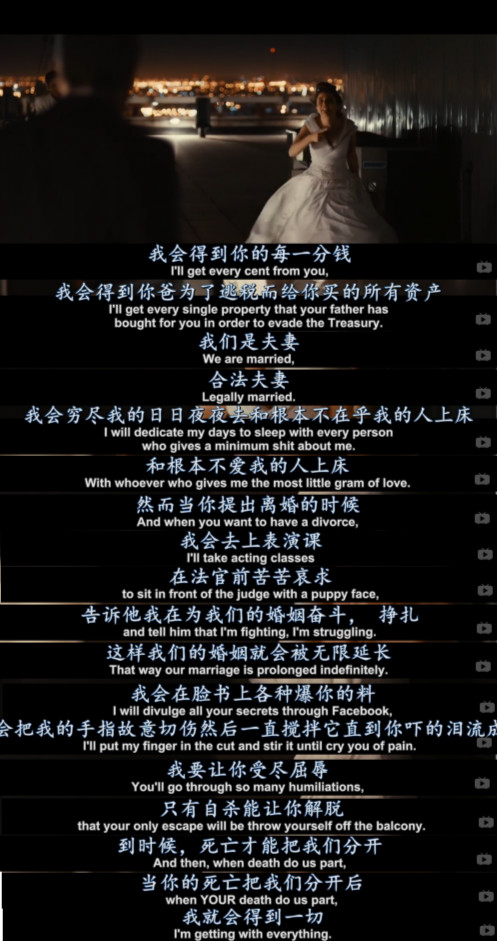 我会得到你的每一分钱
I'll get every cent from you,
我会得到你爸为了逃税而给你买的所有资产
I'll get every single property that your father has
bought for you in order to evade the Treasury.
我们是夫妻
We are married,
合法夫妻
Legally married.
我会穷尽我的日日夜夜去和根本不在乎我的人上床
I will dedicate my days to sleep with every person
who gives a minimum shit about me.
和根本不爱我的人上床
With whoever who gives me the most little gram of love.
然而当你提出离婚的时候
And when you want to have a divorce,
我会去上表演课
I'll take acting classes
在法官前苦苦哀求
to sit in front of the judge with a puppy face,
告诉他我在为我们的婚姻奋斗， 挣扎
and tell him that I'm fighting, I'm struggling.
这样我们的婚姻就会被无限延长
That way our marriage is prolonged indefinitely.
我会在脸书上各种爆你的料
I will divulge all your secrets through Facebook,
会把我的手指故意切伤然后一直搅拌它直到你吓的泪流成
I'll put my finger in the cut and stir it until cry you of pain.
我要让你受尽屈辱
You'll go through so many humiliations,
只有自杀能让你解脱
that your only escape will be throw yourself off the balcony.
到时候，死亡才能把我们分开
And then, when death do us part,
当你的死亡把我们分开后
when YOUR death do us part,
我就会得到一切
I'm getting with everything.